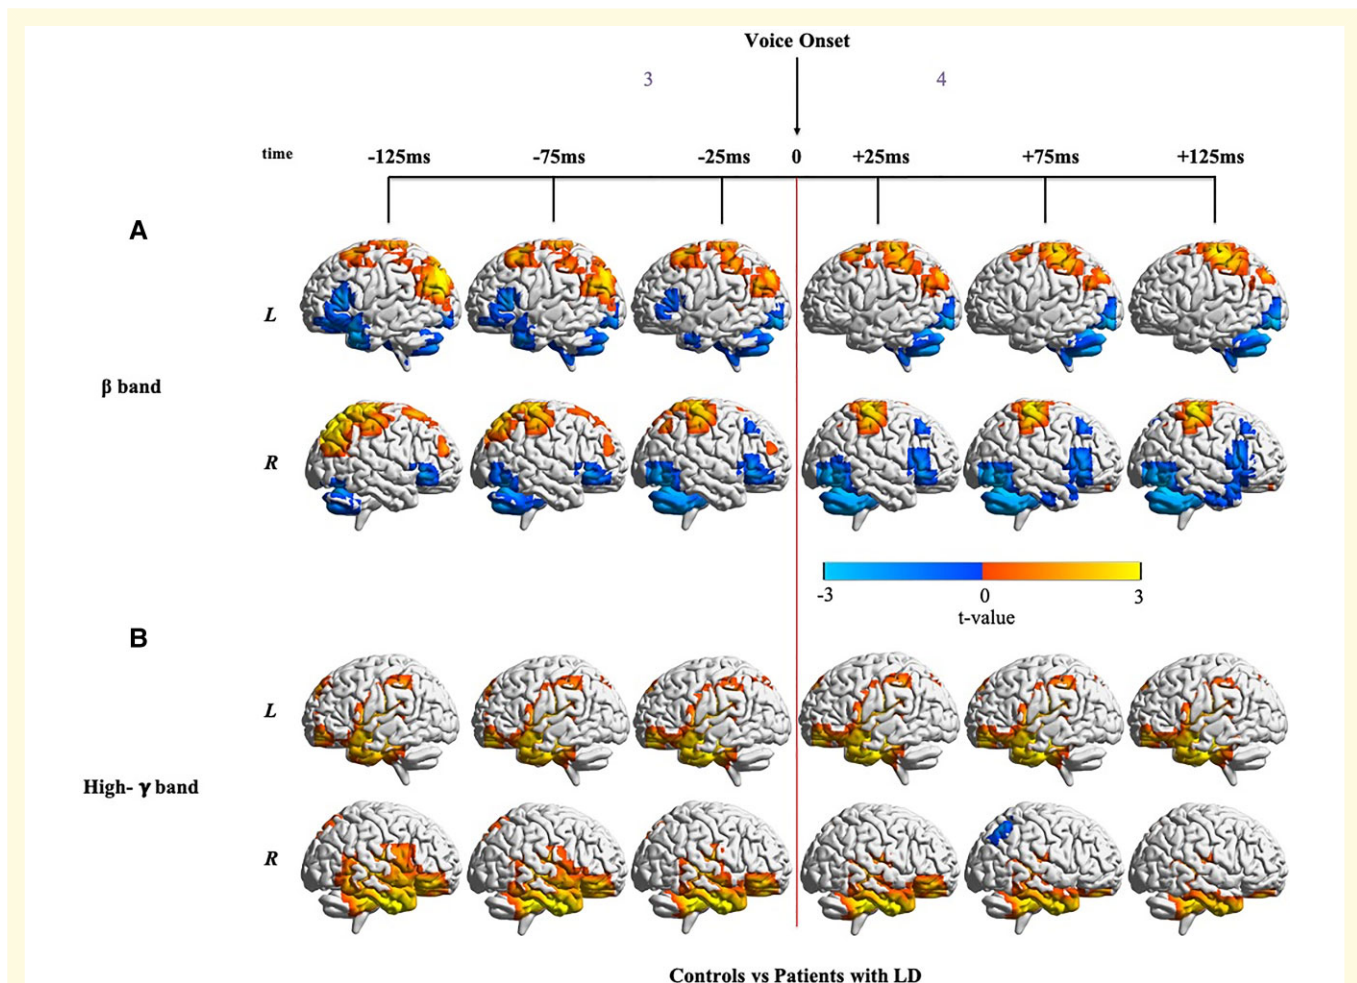 Voice Onset
3 4
time -125ms -75ms -25ms 0 +25ms +75ms +125ms
A
L
β band
R
-3 0 3
t-value
B
L
High- γ band
R
Controls vs Patients with LD